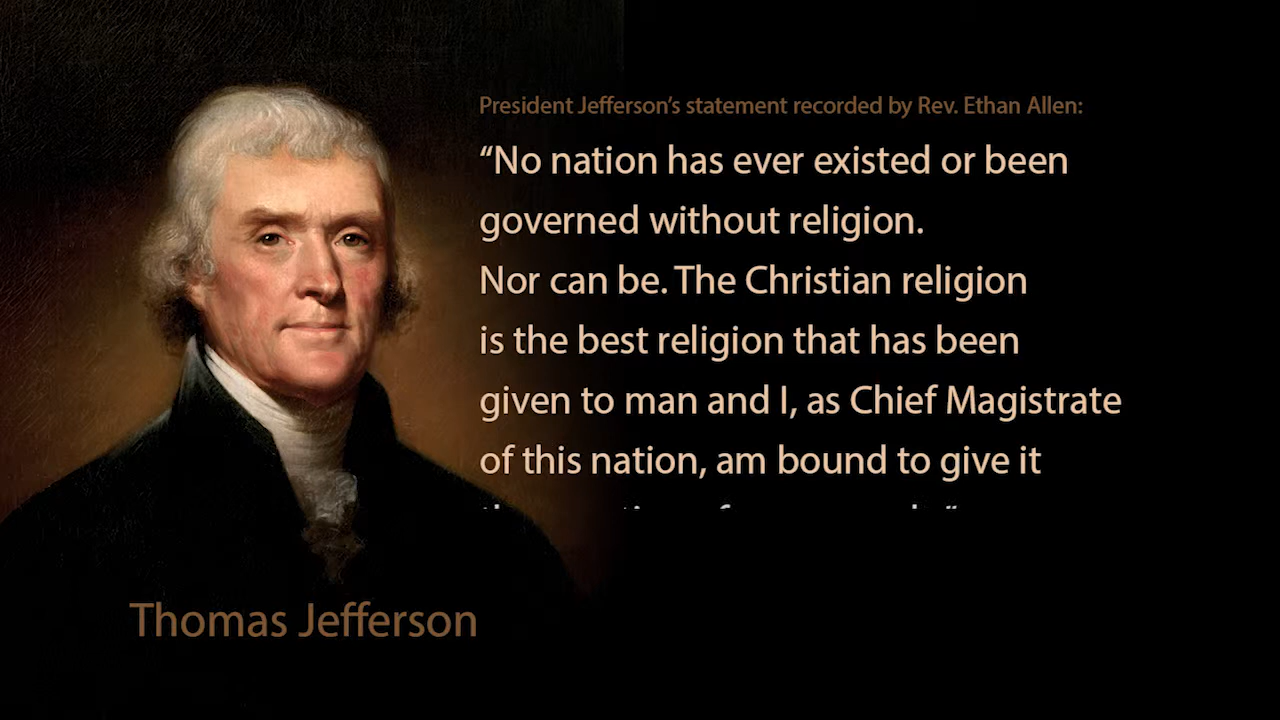 President Jefferson's statement recorded by Rev. Ethan Allen:
“No nation has ever existed or been
governed without religion.
Nor can be. The Christian religion
is the best religion that has been
given to man and I, as Chief Magistrate
of this nation, am bound to give it
Thomas Jefferson